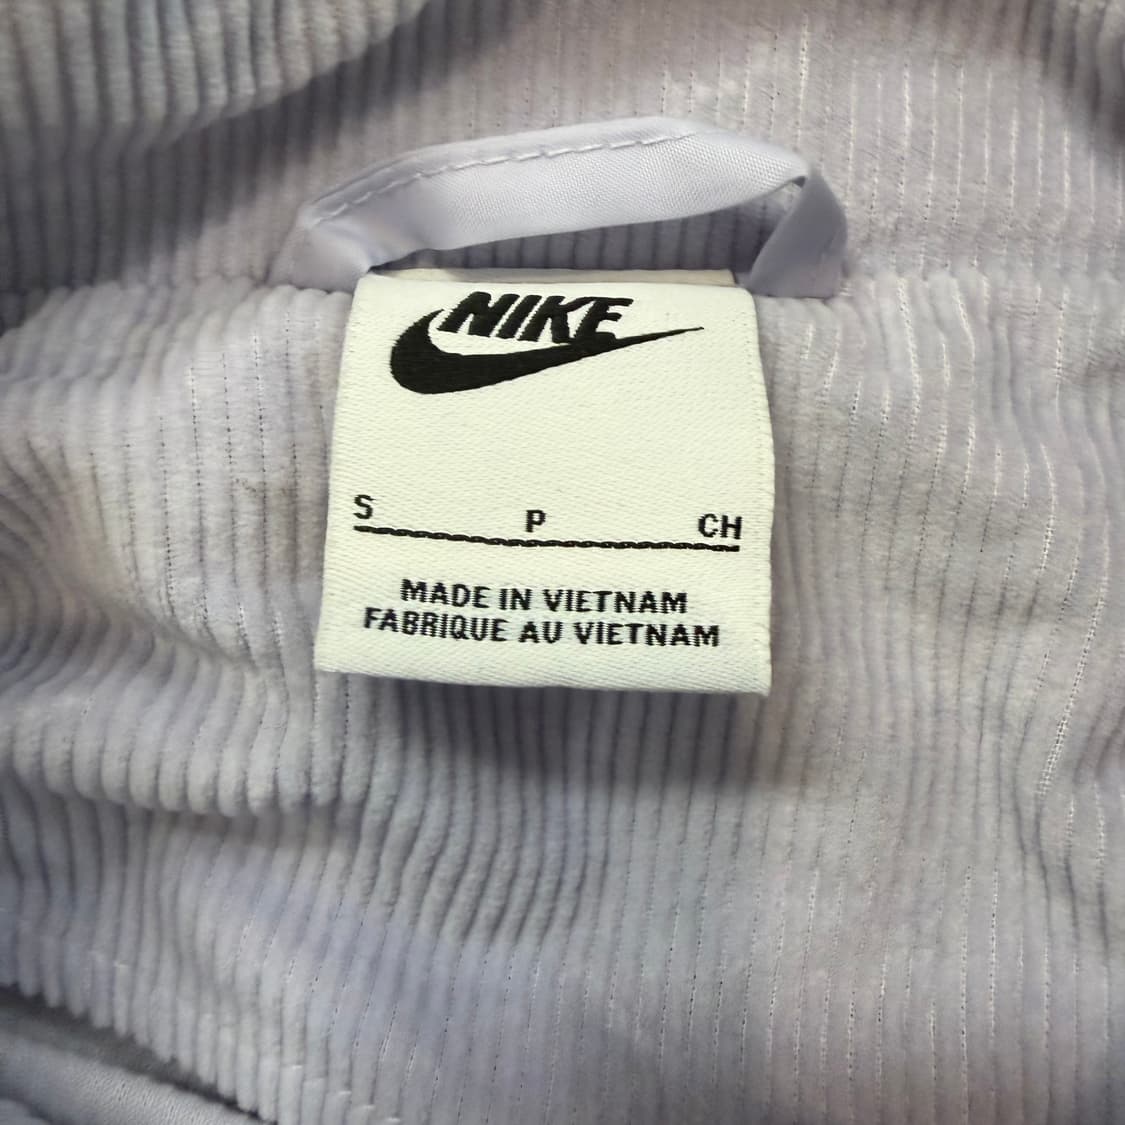 NIKE
S P CH
MADE IN VIETNAM
FABRIQUE AU VIETNAM